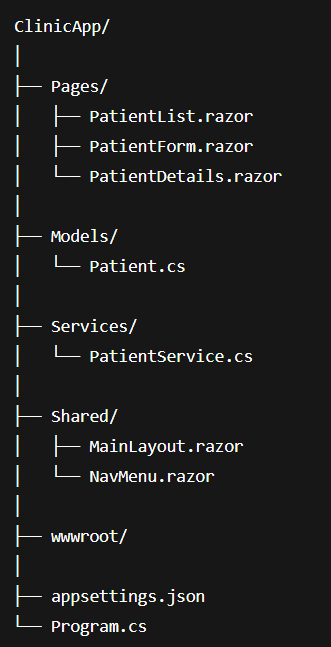 ClinicApp/
│
├── Pages/
│   ├── PatientList.razor
│   ├── PatientForm.razor
│   └── PatientDetails.razor
│
├── Models/
│   └── Patient.cs
│
├── Services/
│   └── PatientService.cs
│
├── Shared/
│   ├── MainLayout.razor
│   └── NavMenu.razor
│
├── wwwroot/
│
├── appsettings.json
└── Program.cs